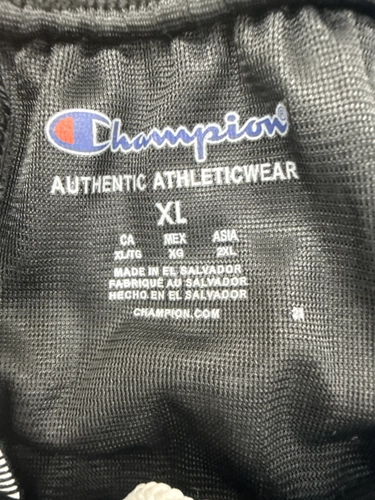 Champion®
AUTHENTIC ATHLETICWEAR
XL
CA MEX ASIA
XL/TG XG 2XL
MADE IN EL SALVADOR
FABRIQUÉ AU SALVADOR
HECHO EN EL SALVADOR
CHAMPION.COM